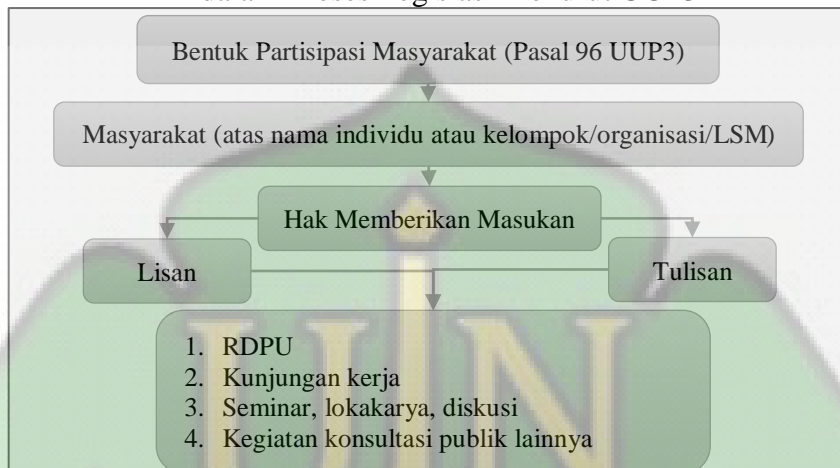 Bentuk Partisipasi Masyarakat (Pasal 96 UUP3)
Masyarakat (atas nama individu atau kelompok/organisasi/LSM)
Hak Memberikan Masukan
Lisan
Tulisan
1. RDPU
2. Kunjungan kerja
3. Seminar, lokakarya, diskusi
4. Kegiatan konsultasi publik lainnya
UIN